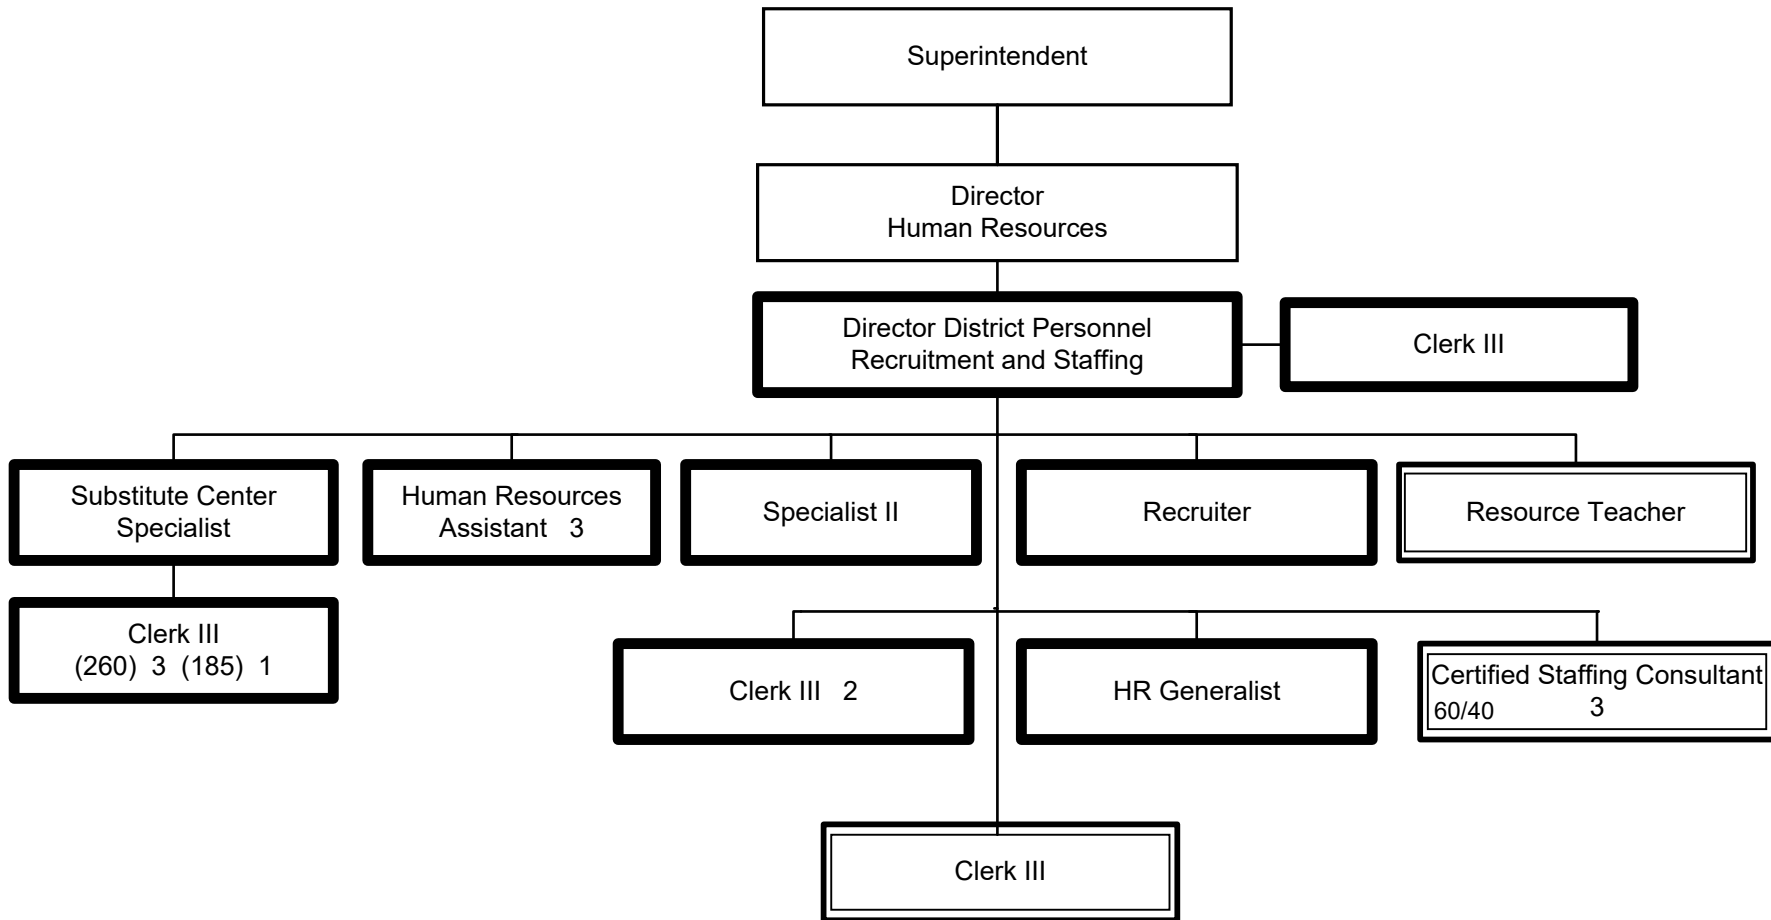 Superintendent
Director
Human Resources
Director District Personnel
Recruitment and Staffing
Clerk III
Substitute Center
Specialist
Human Resources
Assistant 3
Specialist II
Recruiter
Resource Teacher
Clerk III
(260) 3 (185) 1
Clerk III 2
HR Generalist
Certified Staffing Consultant
60/40 3
Clerk III